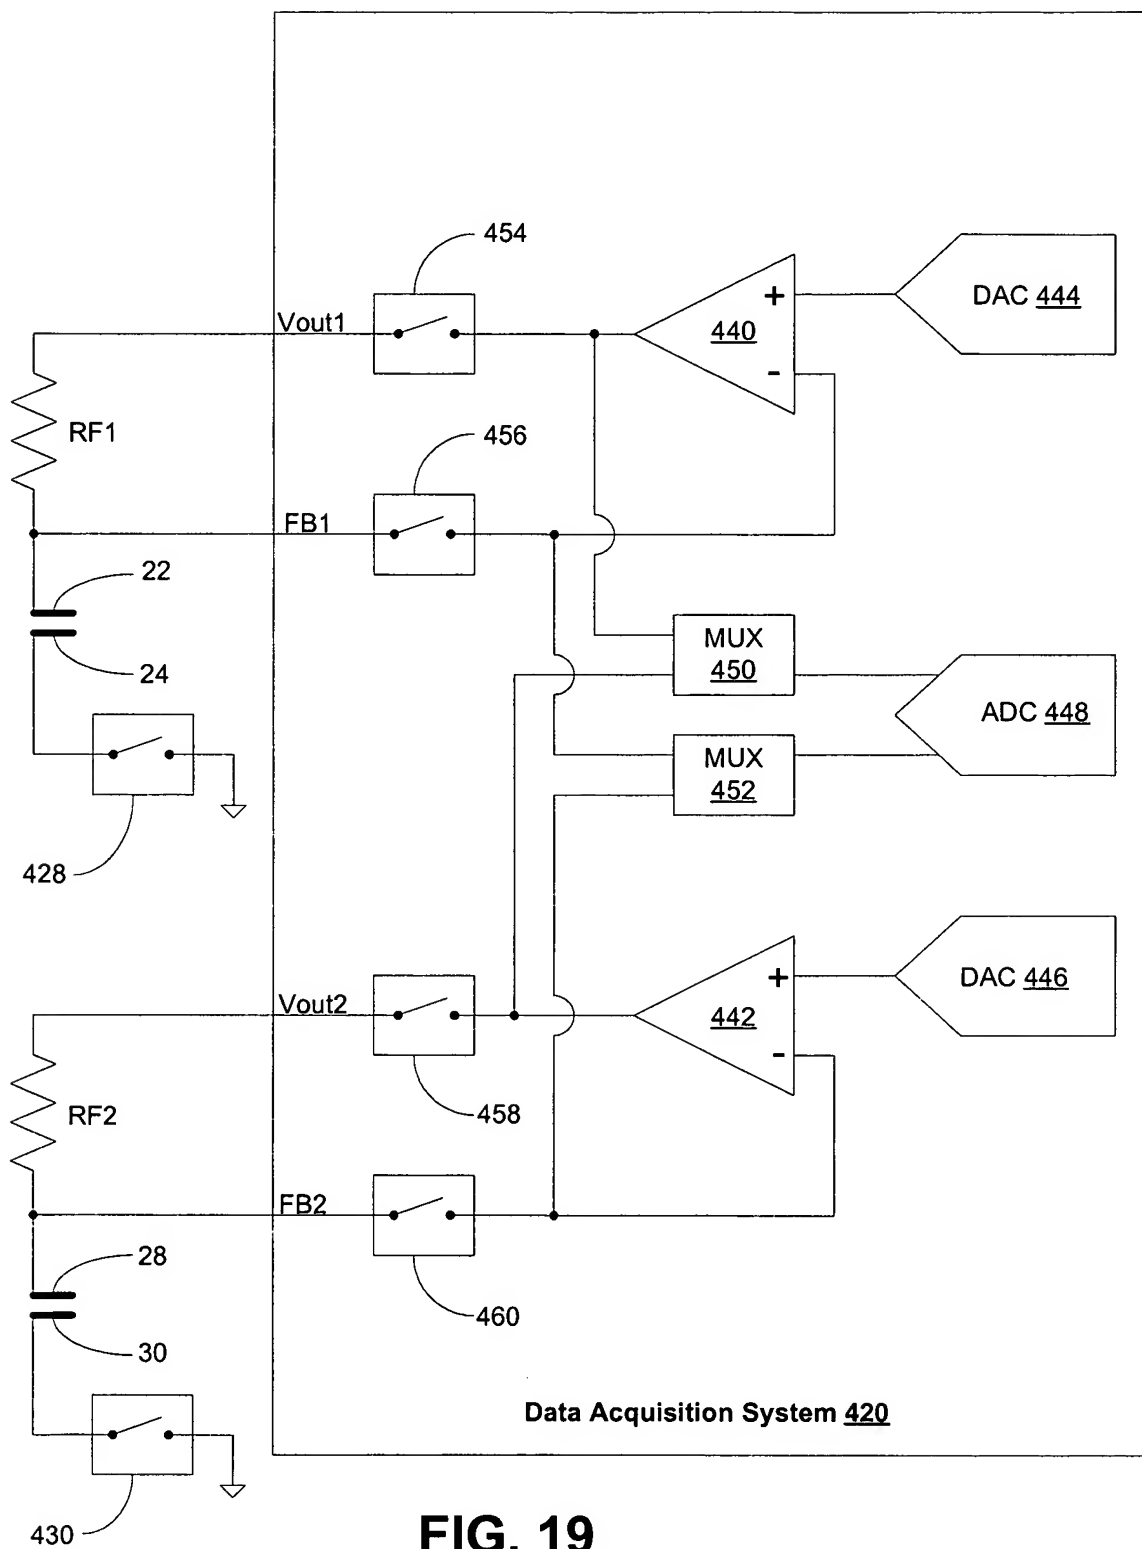 454
Vout1
+
440
-
DAC 444
RF1
456
FB1
22
24
428
MUX
450
ADC 448
MUX
452
Vout2
+
442
-
DAC 446
RF2
458
FB2
28
30
460
430
Data Acquisition System 420
FIG. 19